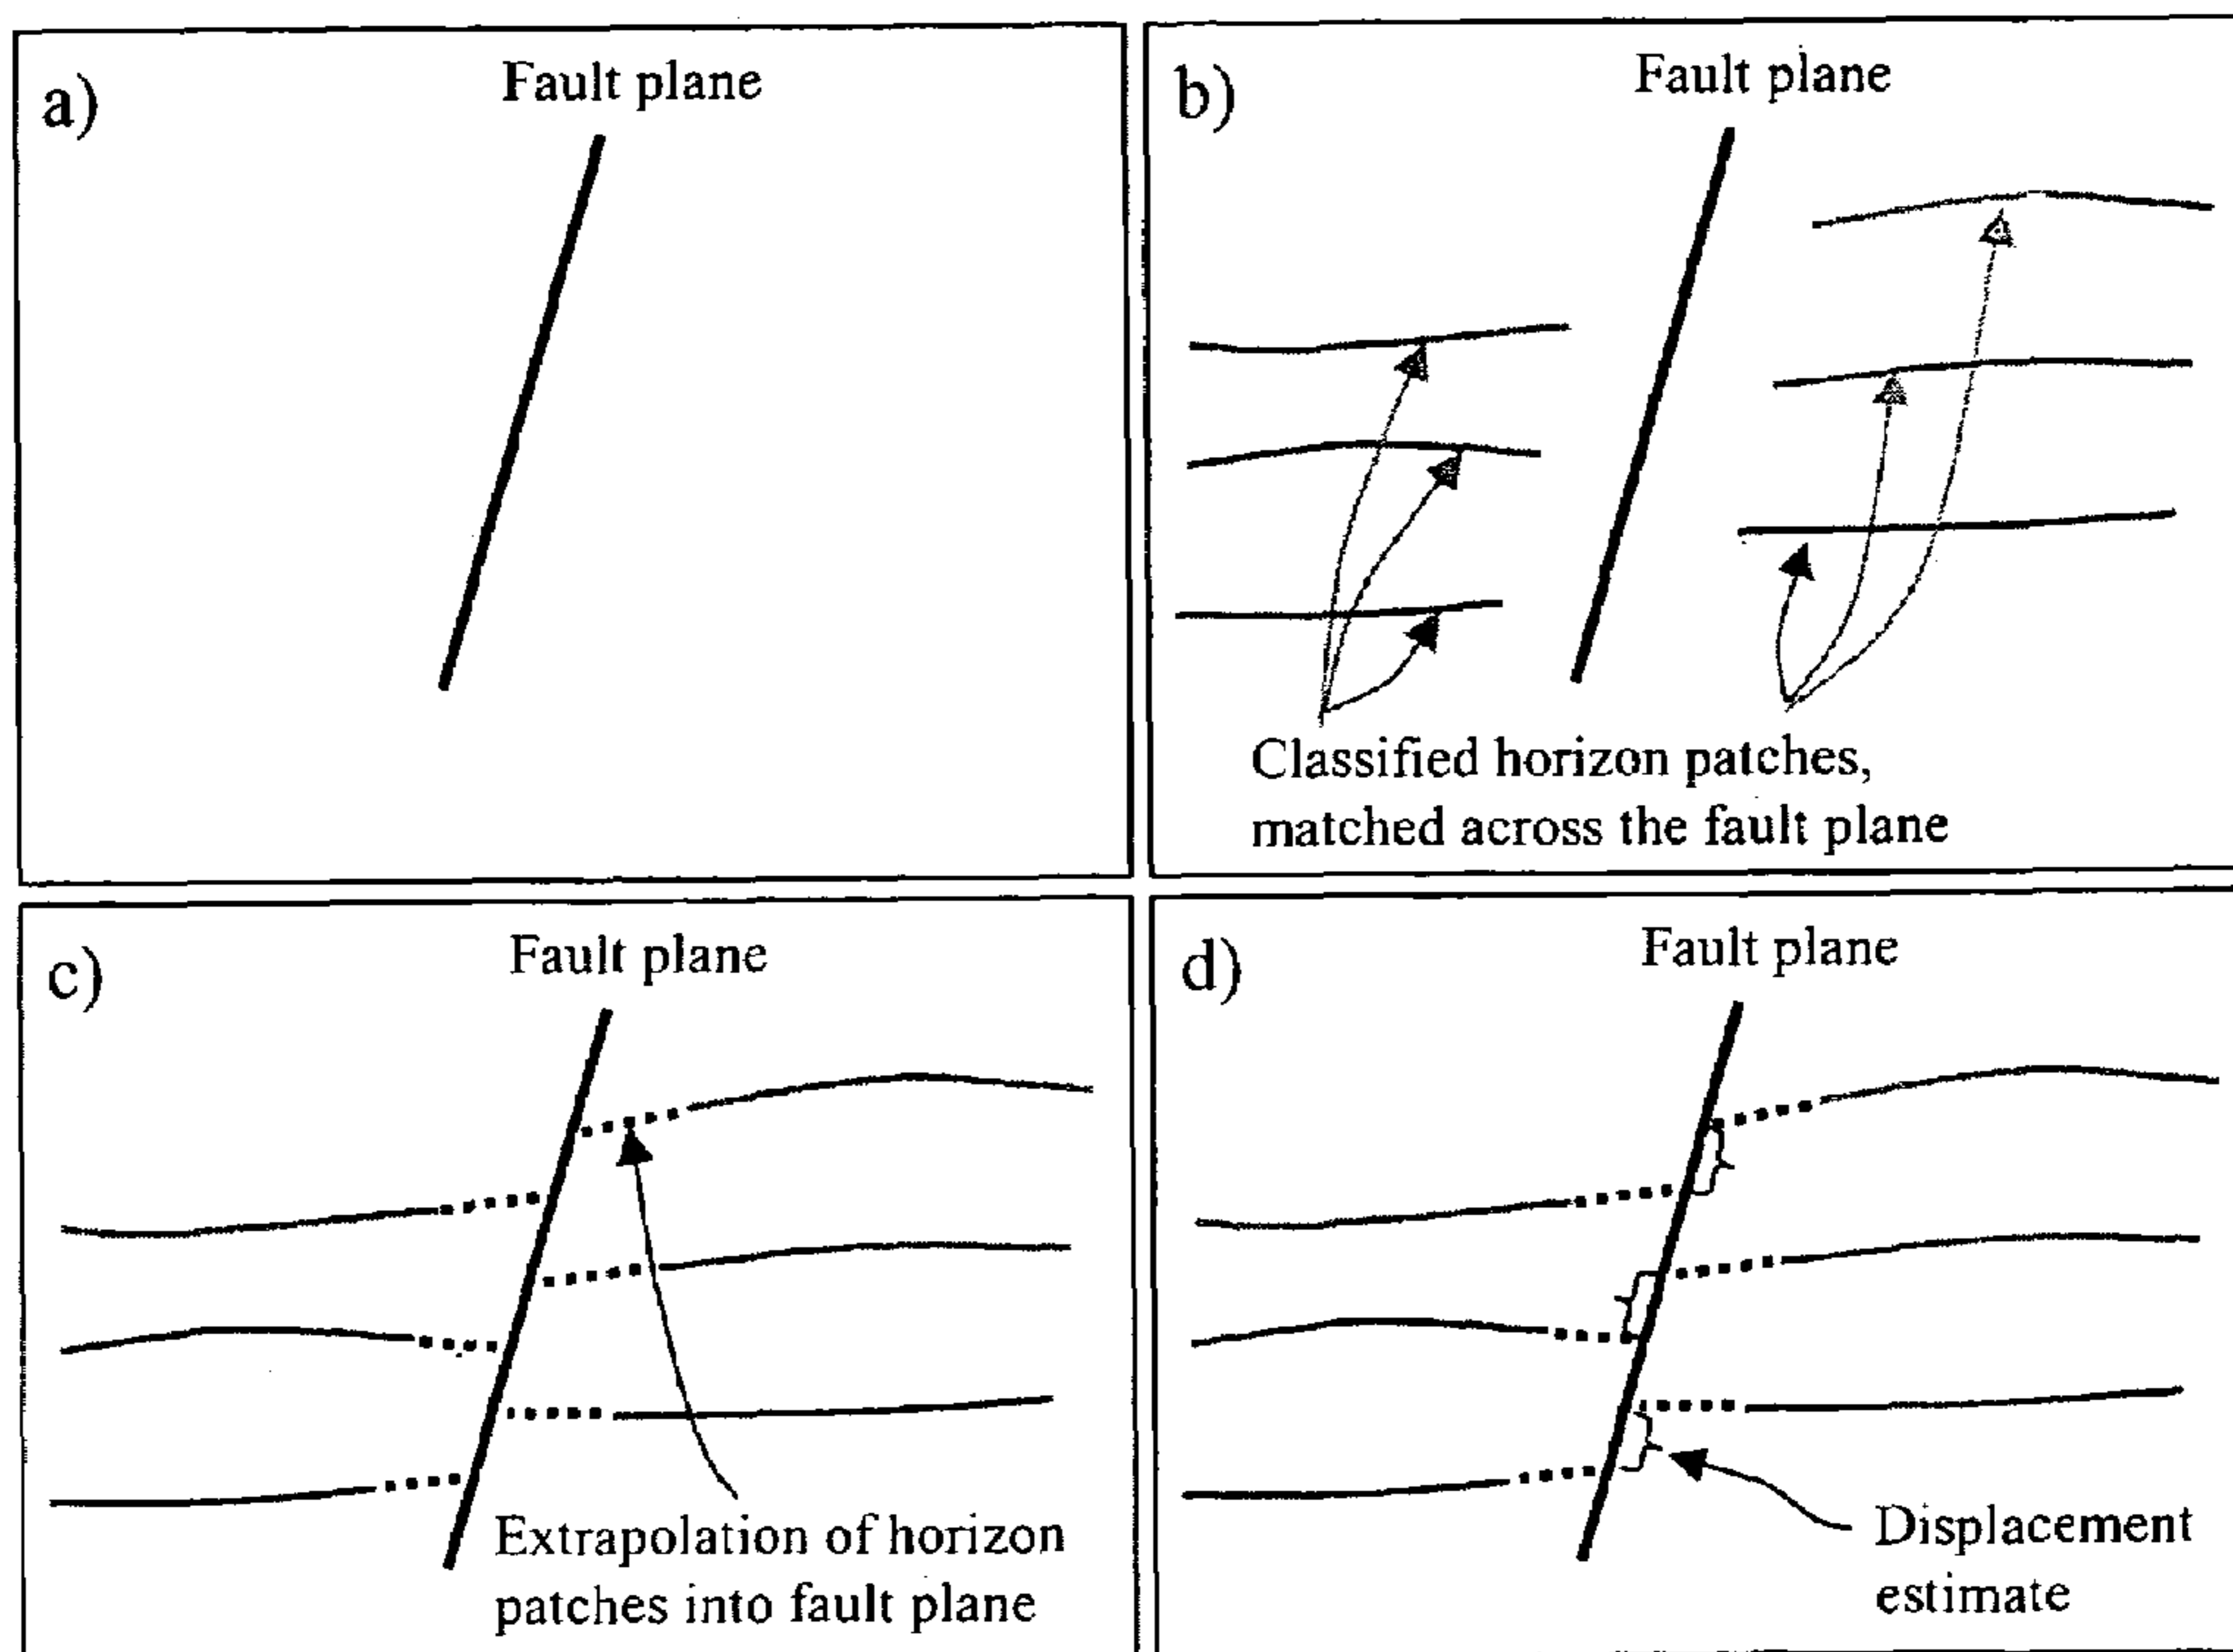 a)
Fault plane
b)
Fault plane
Classified horizon patches,
matched across the fault plane
c)
Fault plane
Extrapolation of horizon
patches into fault plane
d)
Fault plane
Displacement
estimate